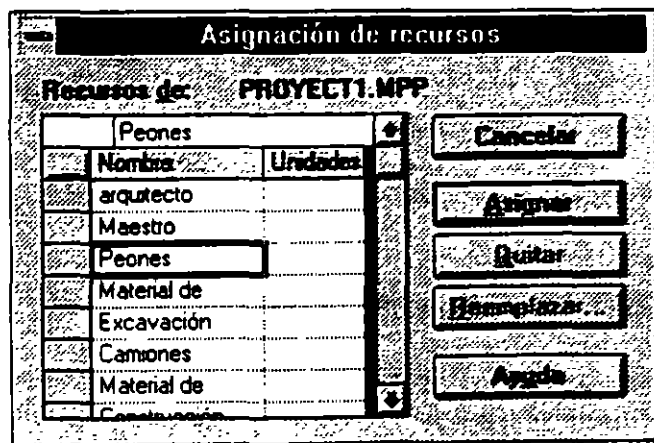 Asignación de recursos
Recursos de: PROYECT1.MPP
Peones
Nombre Unidades
arquitecto
Maestro
Peones
Material de
Excavación
Camiones
Material de
Construcción
Cancelar
Asignar
Quitar
Reemplazar...
Ayuda